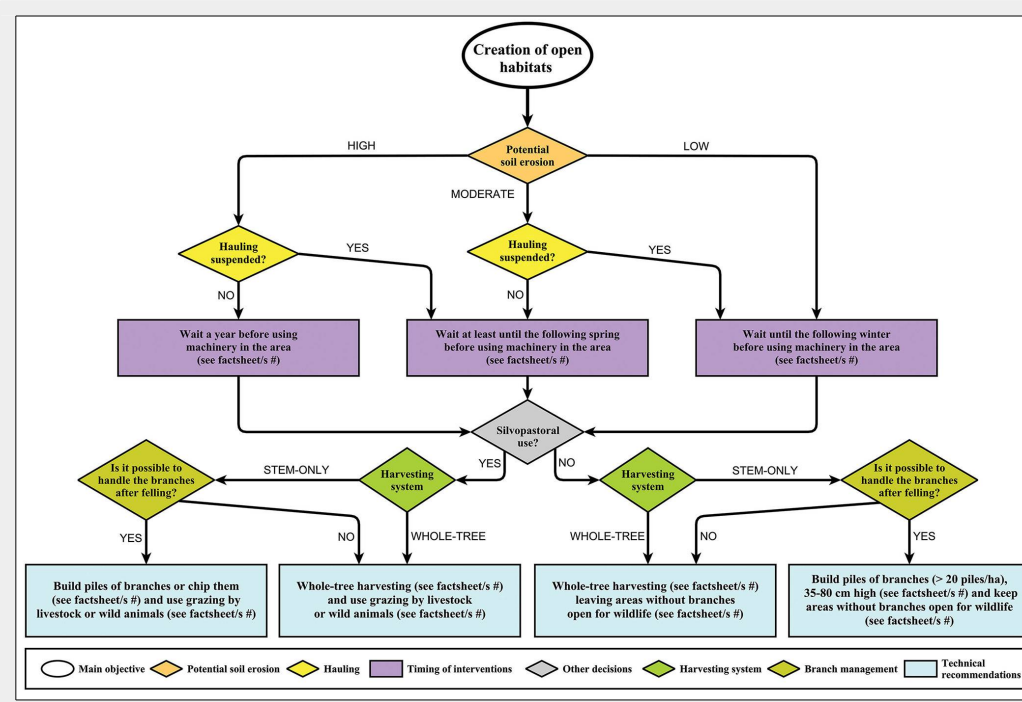 Creation of open
habitats
Potential
soil erosion
HIGH
LOW
MODERATE
Hauling
suspended?
YES
NO
Hauling
suspended?
YES
NO
Wait a year before using
machinery in the area
(see factsheet/s #)
Wait at least until the following spring
before using machinery in the area
(see factsheet/s #)
Wait until the following winter
before using machinery in the area
(see factsheet/s #)
Silvopastoral
use?
YES
NO
Is it possible to
handle the branches
after felling?
STEM-ONLY
Harvesting
system
Harvesting
system
STEM-ONLY
Is it possible to
handle the branches
after felling?
YES
NO
WHOLE-TREE
WHOLE-TREE
NO
YES
Build piles of branches or chip them
(see factsheet/s #) and use grazing by
livestock or wild animals (see factsheet/s #)
Whole-tree harvesting (see factsheet/s #)
and use grazing by livestock
or wild animals (see factsheet/s #)
Whole-tree harvesting (see factsheet/s #)
leaving areas without branches
open for wildlife (see factsheet/s #)
Build piles of branches (> 20 piles/ha),
35-80 cm high (see factsheet/s #) and keep
areas without branches open for wildlife
(see factsheet/s #)
Main objective
Potential soil erosion
Hauling
Timing of interventions
Other decisions
Harvesting system
Branch management
Technical
recommendations